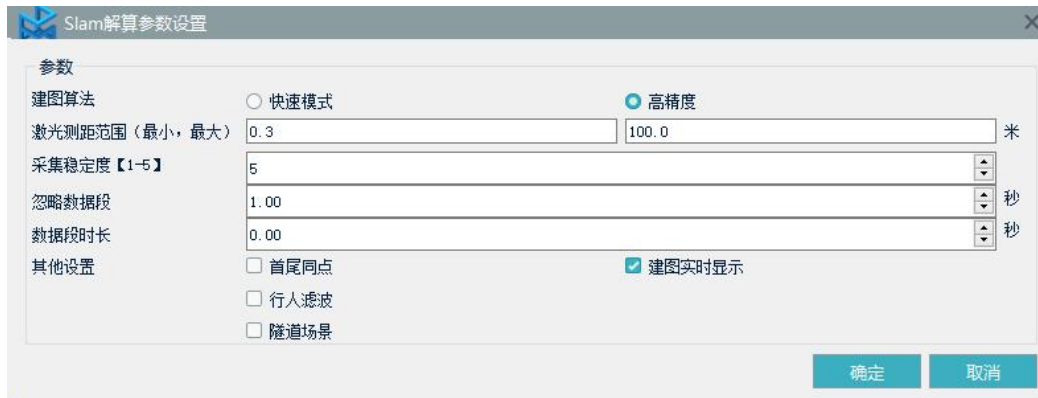 Slam解算参数设置
参数
建图算法 快速模式 高精度
激光测距范围（最小，最大） 0.3 100.0 米
采集稳定度【1-5】 5
忽略数据段 1.00 秒
数据段时长 0.00 秒
其他设置 首尾同点 建图实时显示
行人滤波
隧道场景
确定 取消